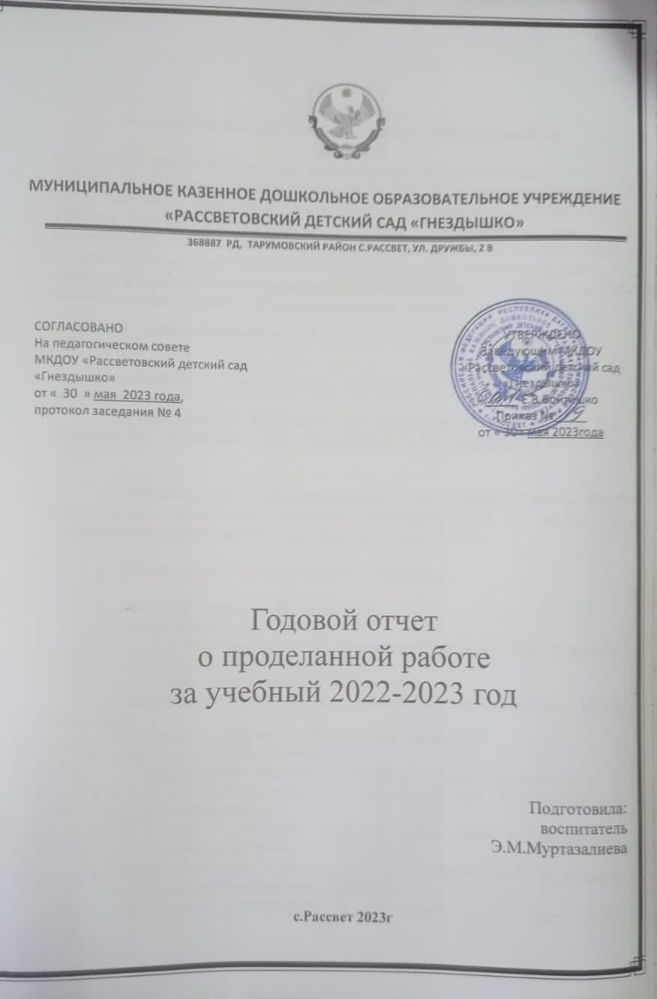 МУНИЦИПАЛЬНОЕ КАЗЕННОЕ ДОШКОЛЬНОЕ ОБРАЗОВАТЕЛЬНОЕ УЧРЕЖДЕНИЕ
«РАССВЕТОВСКИЙ ДЕТСКИЙ САД «ГНЕЗДЫШКО»
368887 РД, ТАРУМОВСКИЙ РАЙОН С.РАССВЕТ, УЛ. ДРУЖБЫ, 2 В
СОГЛАСОВАНО
На педагогическом совете
МКДОУ «Рассветовский детский сад
«Гнездышко»
от « 30 » мая 2023 года,
протокол заседания № 4
УТВЕРЖДЕНО
Заведующим МКДОУ
«Рассветовский детский сад
«Гнездышко»
Е.В.
Приказ № 19
от « 30» мая 2023года
Годовой отчет
о проделанной работе
за учебный 2022-2023 год
Подготовила:
воспитатель
Э.М.Муртазалиева
с.Рассвет 2023г